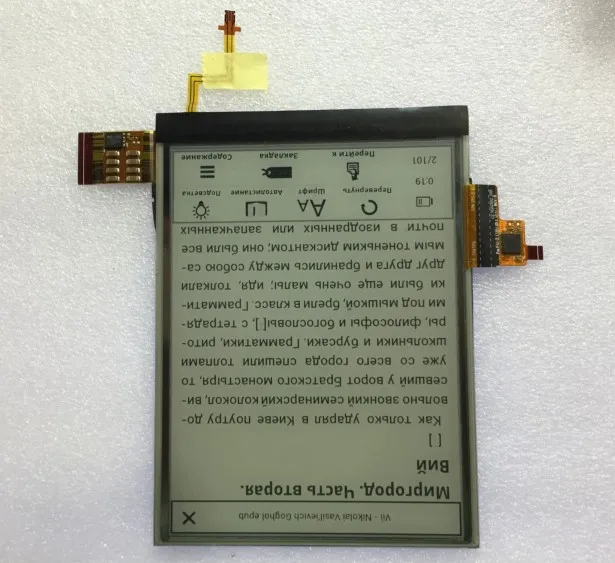 Vii - Nikolai Vasil'evich Goghol.epub
Миргород. Часть вторая.
Вий
[ ]
Как только ударял в Киеве поутру до-
вольно звонкий семинарский колокол, ви-
севший у ворот Братского монастыря, то
уже со всего города спешили толпами
школьники и бурсаки. Грамматики, рито-
ры, философы и богословы[ ], с тетрадя-
ми под мышкой, брели в класс. Граммати-
ки были еще очень малы; идя, толкали
друг друга и бранились между собою са-
мым тоненьким дискантом; они были все
почти в изодранных или запачканных
Перевернуть Шрифт Автолистание Подсветка
0:19
Перейти к Закладка Содержание
2/101